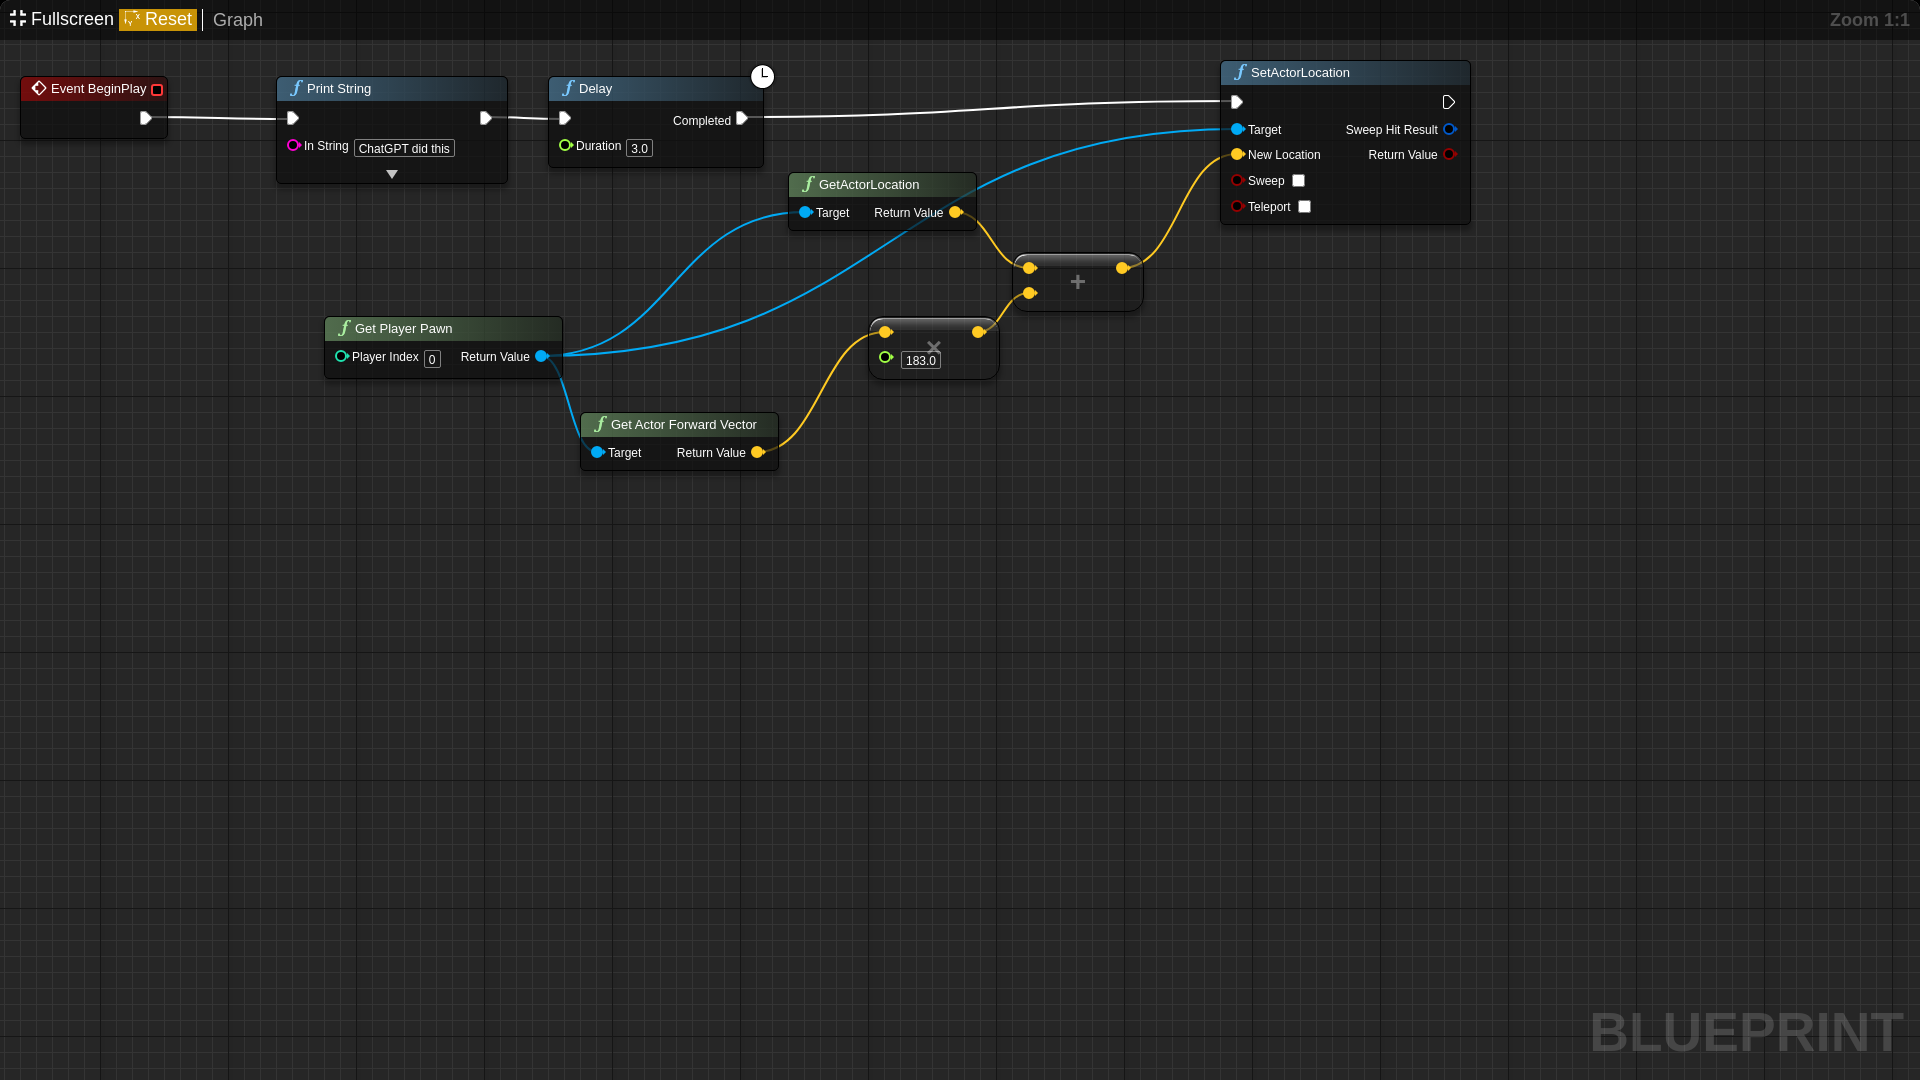 Fullscreen Reset Graph Zoom 1:1
Event BeginPlay
Print String
In String ChatGPT did this
Delay
Completed
Duration 3.0
SetActorLocation
Target Sweep Hit Result
New Location Return Value
Sweep
Teleport
GetActorLocation
Target Return Value
+
Get Player Pawn
Player Index 0 Return Value
×
183.0
Get Actor Forward Vector
Target Return Value
BLUEPRINT